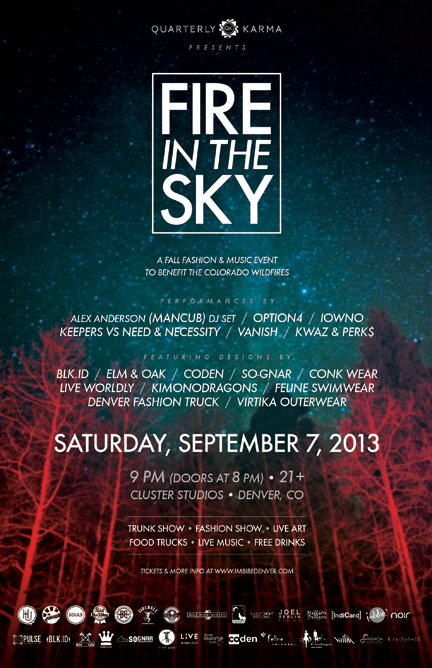 QUARTERLY KARMA
PRESENTS
FIRE
IN THE
SKY
A FALL FASHION & MUSIC EVENT
TO BENEFIT THE COLORADO WILDFIRES
PERFORMANCES BY
ALEX ANDERSON (MANCUB) DJ SET / OPTION4 / IOWNO
KEEPERS VS NEED & NECESSITY / VANISH / KWAZ & PERK$
FEATURING DESIGNS BY
BLK.ID / ELM & OAK / CODEN / SO-GNAR / CONK WEAR
LIVE WORLDLY / KIMONODRAGONS / FELINE SWIMWEAR
DENVER FASHION TRUCK / VIRTIKA OUTERWEAR
SATURDAY, SEPTEMBER 7, 2013
9 PM (DOORS AT 8 PM) • 21+
CLUSTER STUDIOS • DENVER, CO
TRUNK SHOW • FASHION SHOW • LIVE ART
FOOD TRUCKS • LIVE MUSIC • FREE DRINKS
TICKETS & MORE INFO AT WWW.IMBIBEDENVER.COM
SOULS JOEL [INDICARD] noir
PULSE BLK.ID SOGNAR LIVE coden